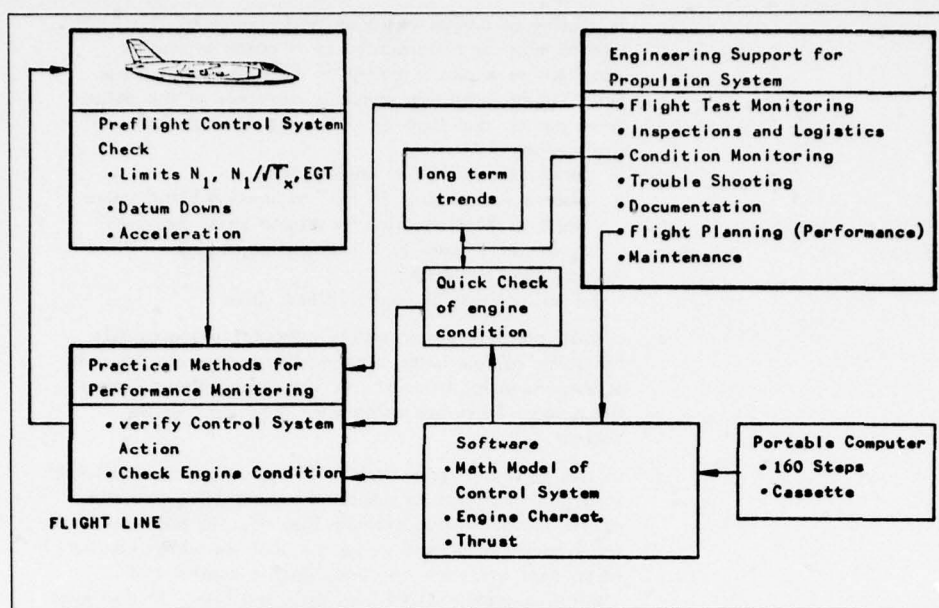 Preflight Control System
Check
• Limits N1, N1/√Tx, EGT
• Datum Down
• Acceleration
Engineering Support for
Propulsion System
• Flight Test Monitoring
• Inspections and Logistics
• Condition Monitoring
• Trouble Shooting
• Documentation
• Flight Planning (Performance)
• Maintenance
long term
trends
Quick Check
of engine
condition
Practical Methods for
Performance Monitoring
• verify Control System
Action
• Check Engine Condition
FLIGHT LINE
Software
• Math Model of
Control System
• Engine Charact.
• Thrust
Portable Computer
• 160 Steps
• Cassette